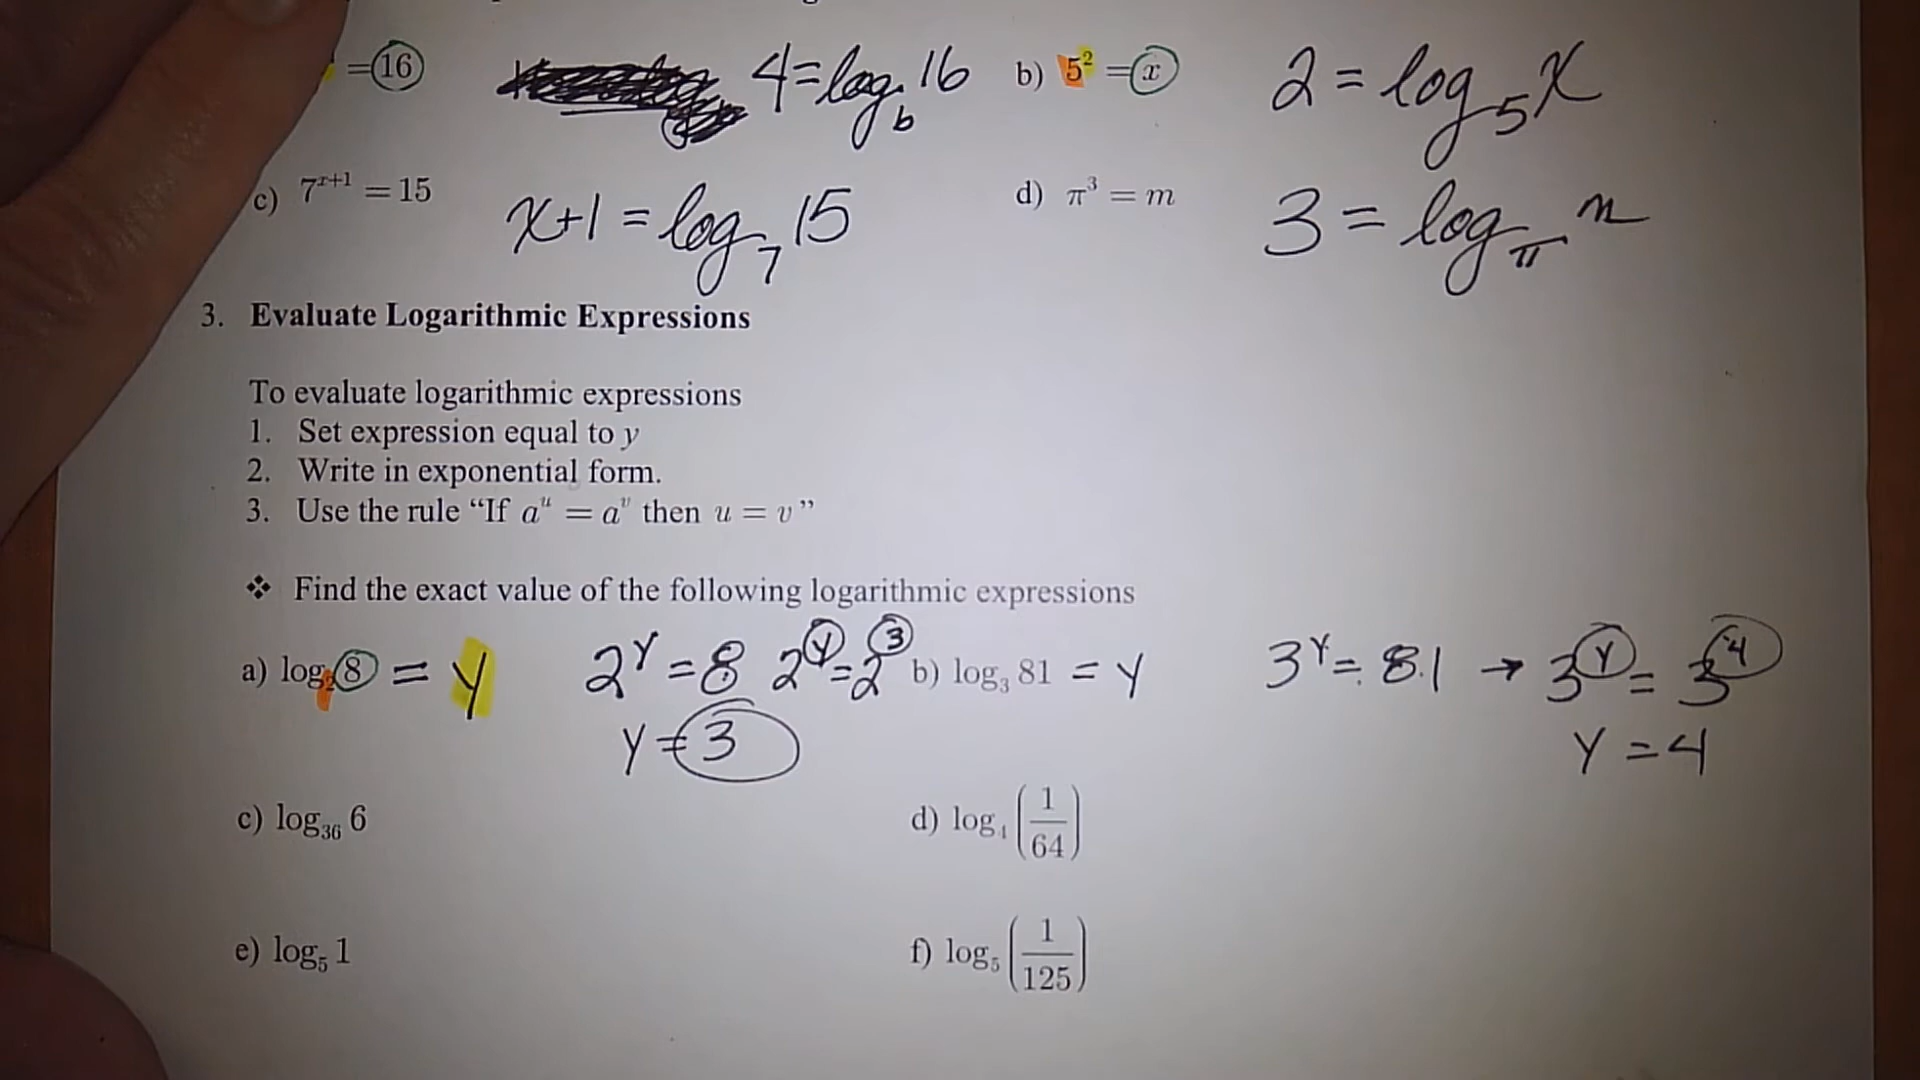 = 16 4 = log_b 16 b) 5² = x 2 = log_5 x
c) 7^{x+1} = 15 x+1 = log_7 15 d) π³ = m 3 = log_π m
3. Evaluate Logarithmic Expressions
To evaluate logarithmic expressions
1. Set expression equal to y
2. Write in exponential form.
3. Use the rule “If a^u = a^v then u = v”
❖ Find the exact value of the following logarithmic expressions
a) log_2 8 = y 2^y = 8 2^y = 2^3 b) log_3 81 = y 3^y = 81 → 3^y = 3^4
y = 3 y = 4
c) log_36 6 d) log_4 (1/64)
e) log_5 1 f) log_5 (1/125)